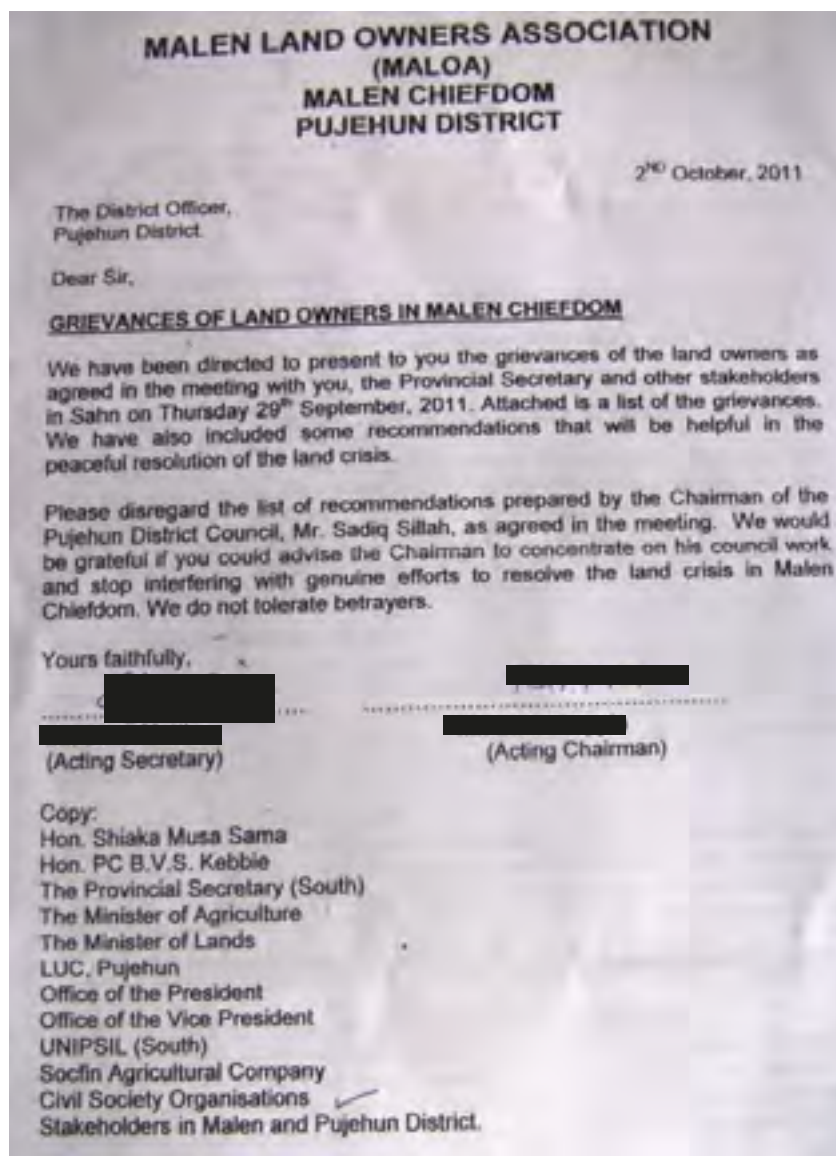 MALEN LAND OWNERS ASSOCIATION
(MALOA)
MALEN CHIEFDOM
PUJEHUN DISTRICT
2ND October, 2011
The District Officer,
Pujehun District.
Dear Sir,
GRIEVANCES OF LAND OWNERS IN MALEN CHIEFDOM
We have been directed to present to you the grievances of the land owners as
agreed in the meeting with you, the Provincial Secretary and other stakeholders
in Sahn on Thursday 29th September, 2011. Attached is a list of the grievances.
We have also included some recommendations that will be helpful in the
peaceful resolution of the land crisis.
Please disregard the list of recommendations prepared by the Chairman of the
Pujehun District Council, Mr. Sadiq Sillah, as agreed in the meeting. We would
be grateful if you could advise the Chairman to concentrate on his council work
and stop interfering with genuine efforts to resolve the land crisis in Malen
Chiefdom. We do not tolerate betrayers.
Yours faithfully,
(Acting Secretary)
(Acting Chairman)
Copy:
Hon. Shiaka Musa Sama
Hon. PC B.V.S. Kebbie
The Provincial Secretary (South)
The Minister of Agriculture
The Minister of Lands
LUC, Pujehun
Office of the President
Office of the Vice President
UNIPSIL (South)
Socfin Agricultural Company
Civil Society Organisations
Stakeholders in Malen and Pujehun District.